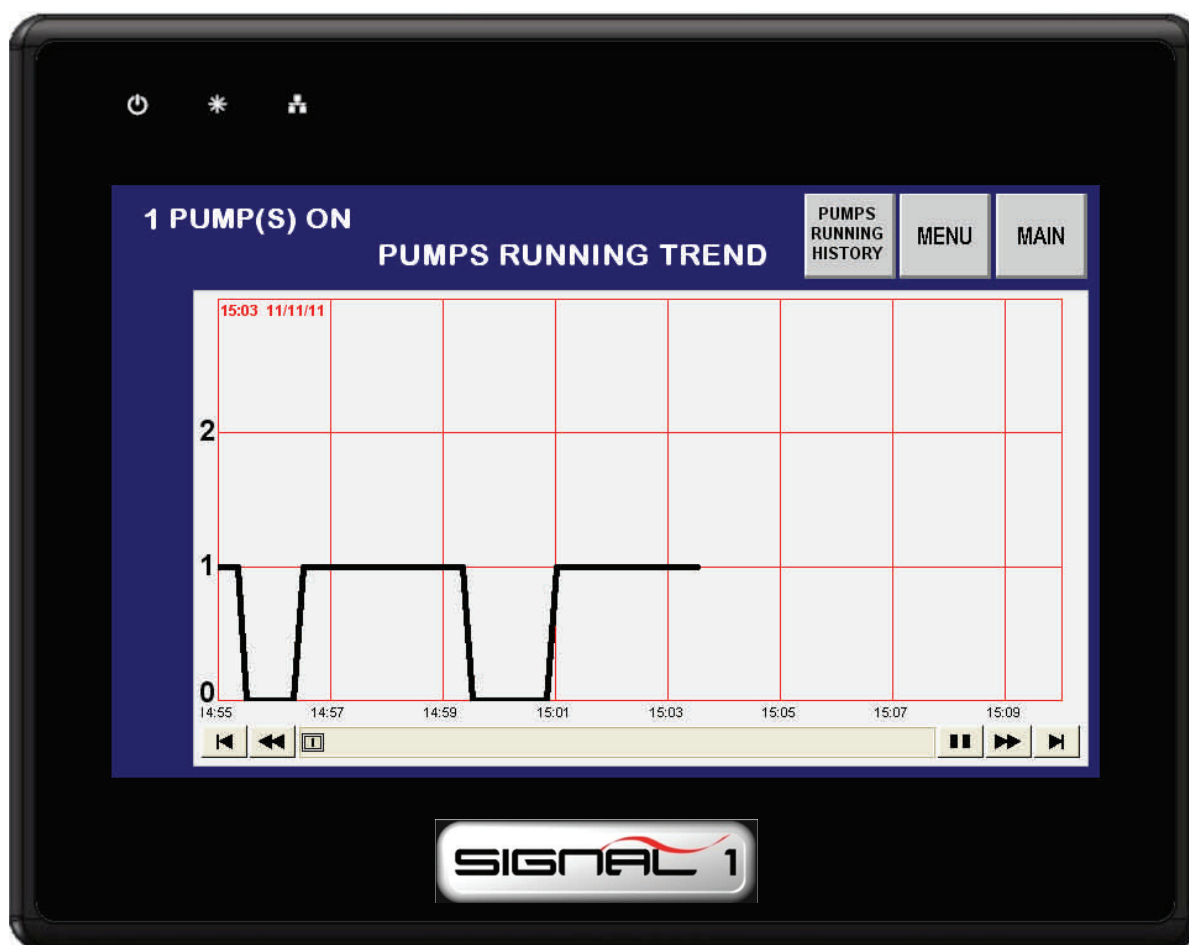 1 PUMP(S) ON
PUMPS RUNNING TREND
PUMPS
RUNNING
HISTORY
MENU
MAIN
15:03 11/11/11
2
1
0
14:55 14:57 14:59 15:01 15:03 15:05 15:07 15:09
SIGNAL 1